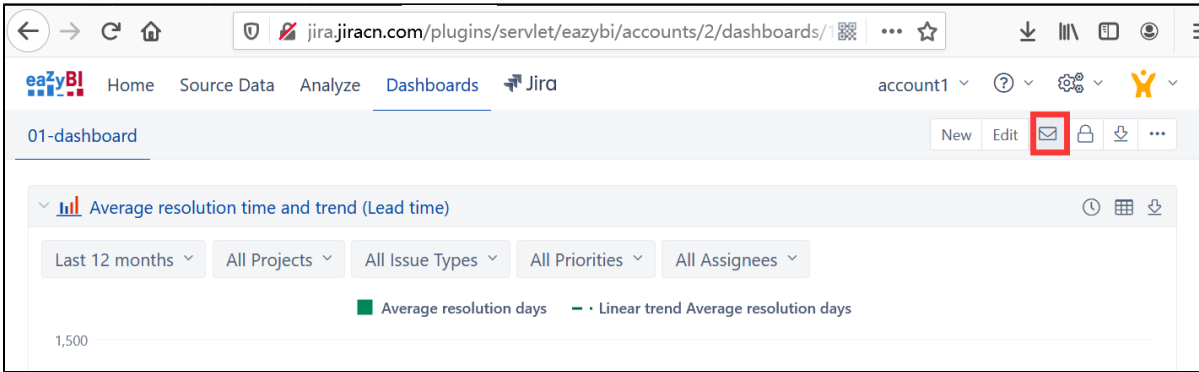 jira.jiracn.com/plugins/servlet/eazybi/accounts/2/dashboards/1
eazyBI Home Source Data Analyze Dashboards Jira account1
01-dashboard New Edit
Average resolution time and trend (Lead time)
Last 12 months All Projects All Issue Types All Priorities All Assignees
Average resolution days Linear trend Average resolution days
1,500